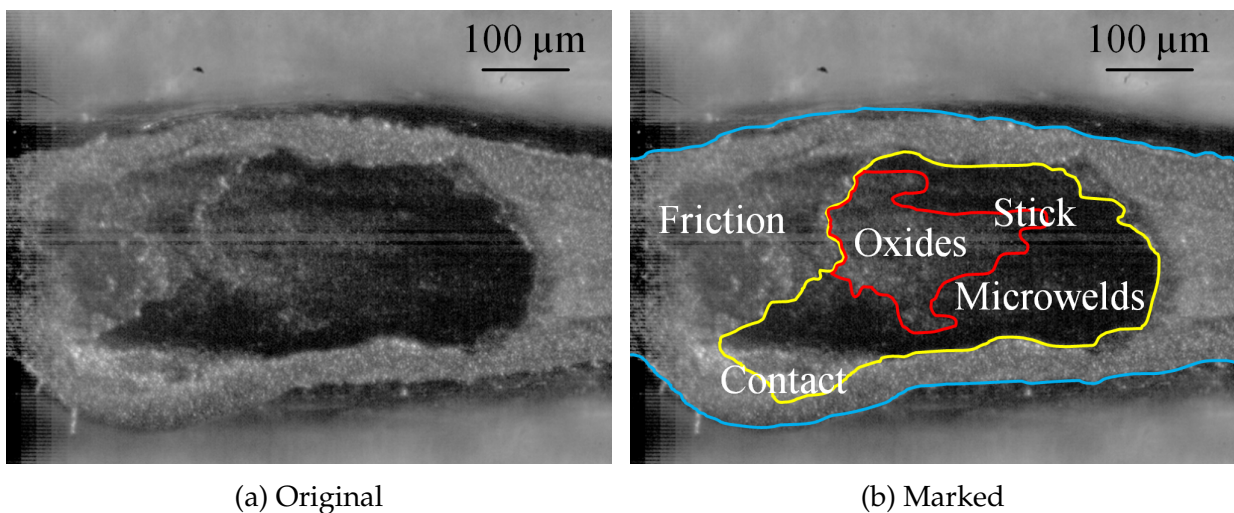 100 µm
100 µm
Friction
Stick
Oxides
Microwelds
Contact
(a) Original
(b) Marked